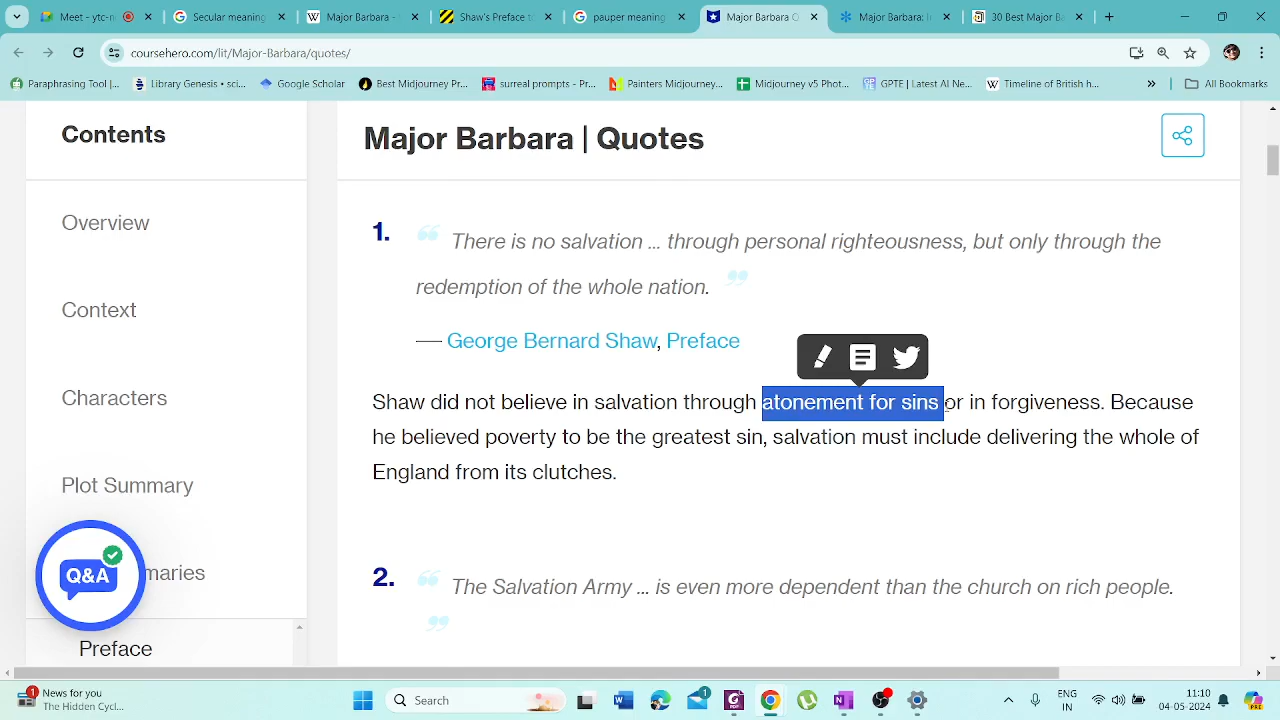 Meet - ytc-n
Secular meaning -
Major Barbara -
Shaw's Preface to
pauper meaning
Major Barbara Q
Major Barbara: I
30 Best Major Ba
coursehero.com/lit/Major-Barbara/quotes/
Paraphrasing Tool |...
Library Genesis • sci...
Google Scholar
Best Midjourney Pr...
surreal prompts - Pr...
Painters Midjourney...
Midjourney v5 Phot...
GPTE | Latest AI Ne...
Timeline of British h...
»
All Bookmarks
Contents
Overview
Context
Characters
Plot Summary
maries
Q&A
Preface
Major Barbara | Quotes
1. There is no salvation ... through personal righteousness, but only through the
redemption of the whole nation.
— George Bernard Shaw, Preface
Shaw did not believe in salvation through atonement for sins or in forgiveness. Because
he believed poverty to be the greatest sin, salvation must include delivering the whole of
England from its clutches.
2. The Salvation Army ... is even more dependent than the church on rich people.
1
News for you
The Hidden Cycl...
Search
1
ENG
IN
11:10
04-05-2024